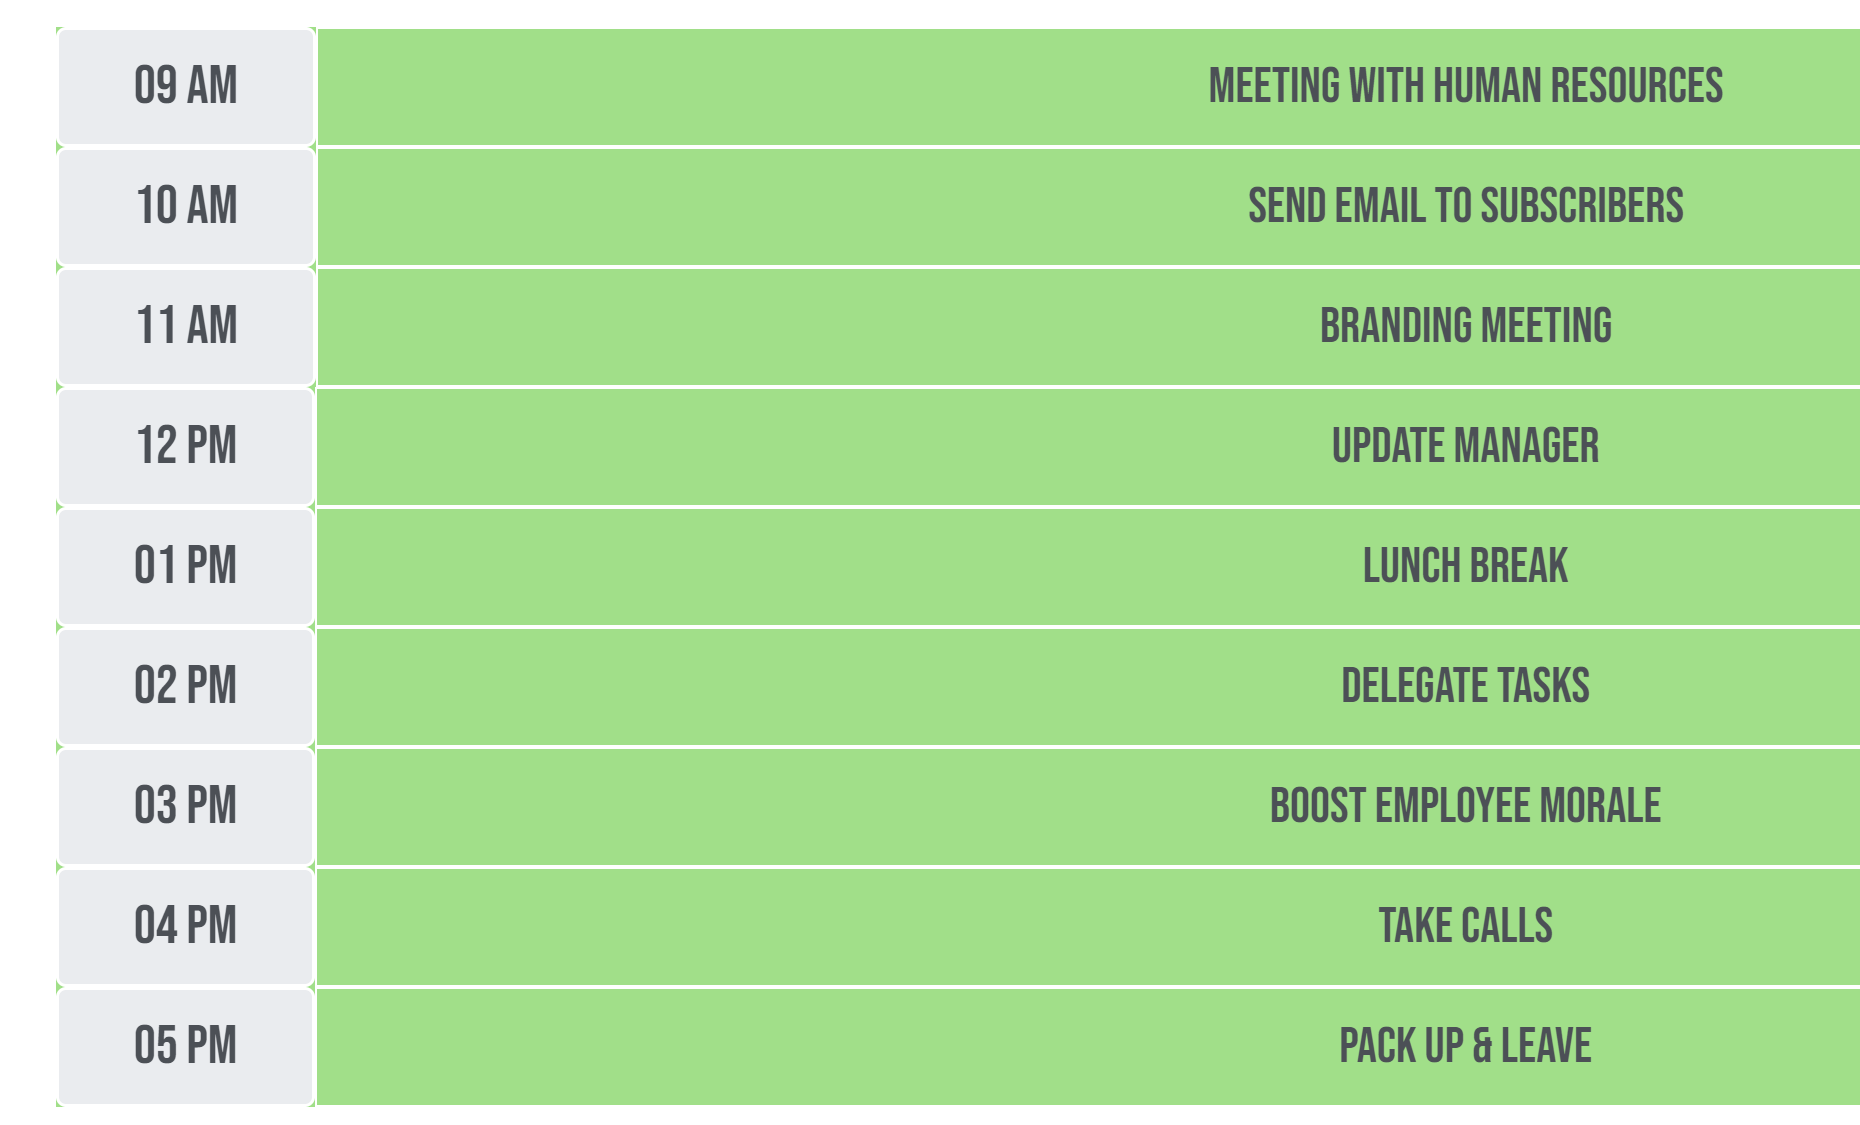 09 AM MEETING WITH HUMAN RESOURCES
10 AM SEND EMAIL TO SUBSCRIBERS
11 AM BRANDING MEETING
12 PM UPDATE MANAGER
01 PM LUNCH BREAK
02 PM DELEGATE TASKS
03 PM BOOST EMPLOYEE MORALE
04 PM TAKE CALLS
05 PM PACK UP & LEAVE